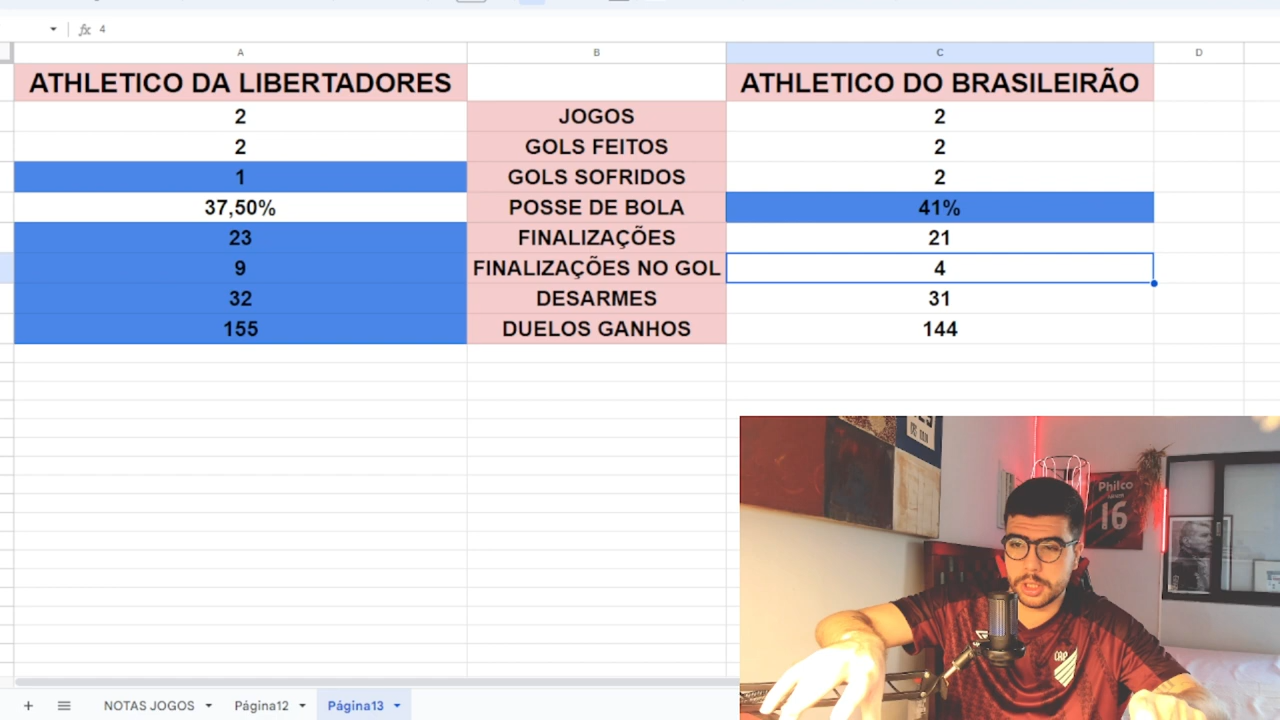 fx 4
A B C D
ATHLETICO DA LIBERTADORES ATHLETICO DO BRASILEIRÃO
2 JOGOS 2
2 GOLS FEITOS 2
1 GOLS SOFRIDOS 2
37,50% POSSE DE BOLA 41%
23 FINALIZAÇÕES 21
9 FINALIZAÇÕES NO GOL 4
32 DESARMES 31
155 DUELOS GANHOS 144
Philco
16
CAP
+ NOTAS JOGOS Página12 Página13